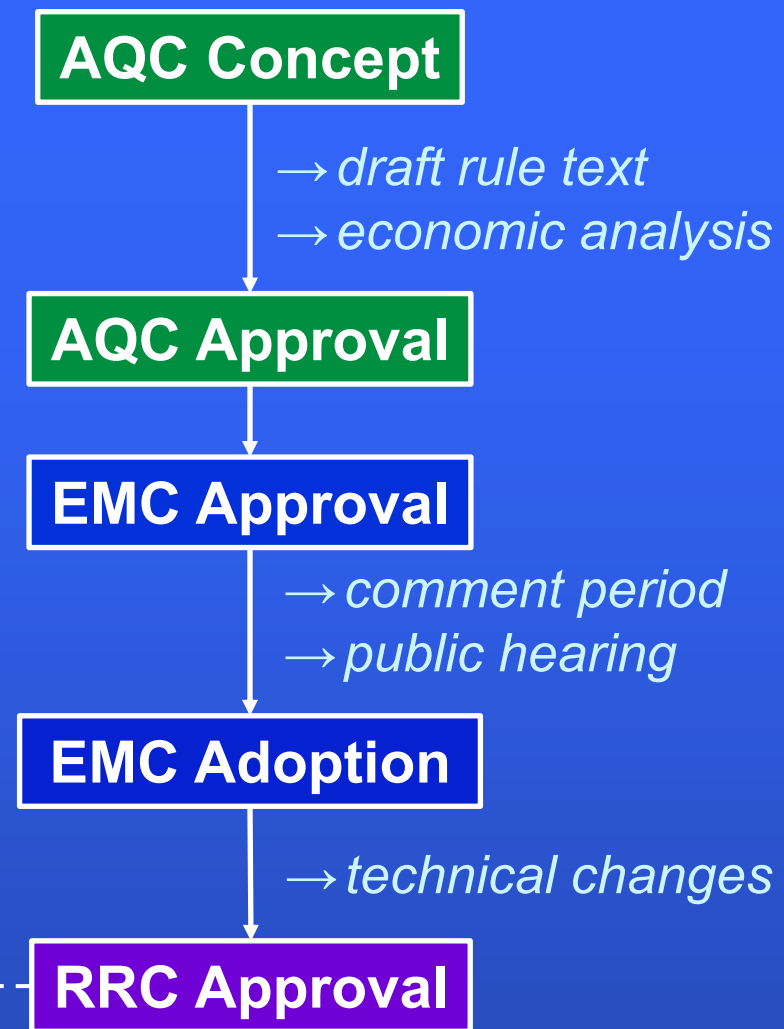 AQC Concept
→ draft rule text
→ economic analysis
AQC Approval
EMC Approval
→ comment period
→ public hearing
EMC Adoption
→ technical changes
RRC Approval